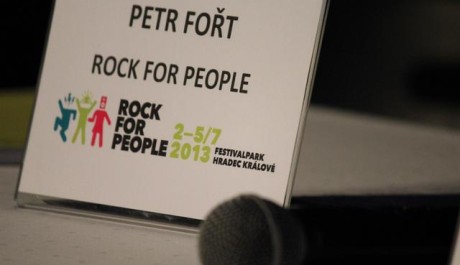 PETR FOŘT
ROCK FOR PEOPLE
ROCK
FOR
PEOPLE
2–5/7
2013 FESTIVALPARK
HRADEC KRÁLOVÉ